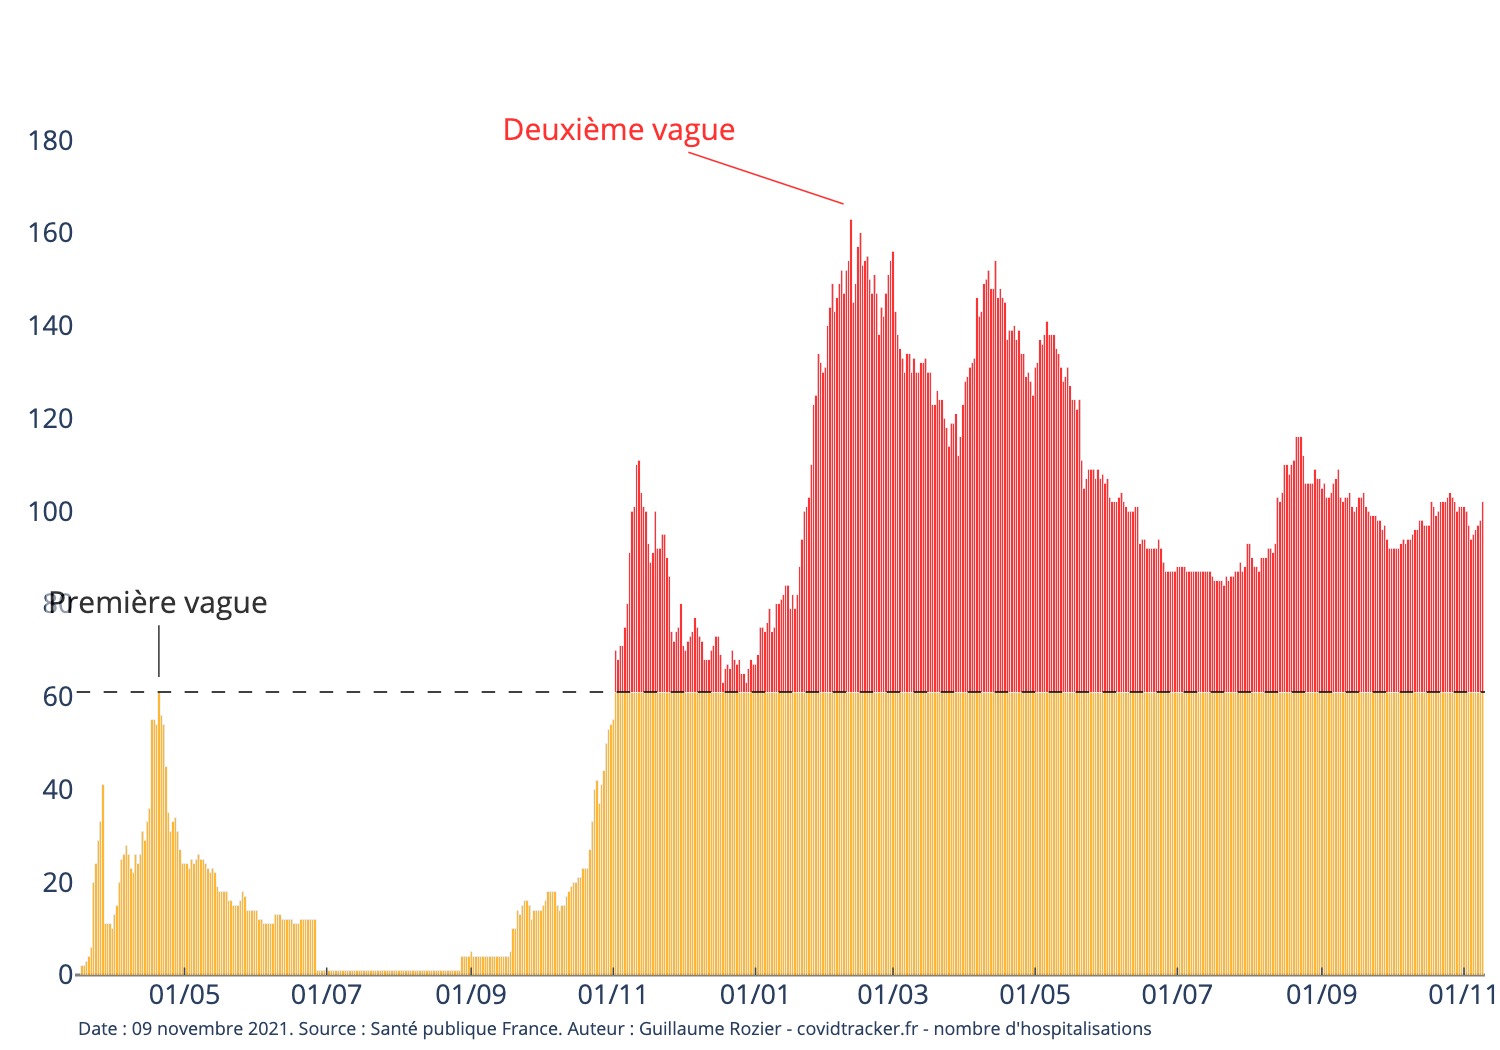 Deuxième vague
180
160
140
120
100
80
Première vague
60
40
20
0
01/05 01/07 01/09 01/11 01/01 01/03 01/05 01/07 01/09 01/11
Date : 09 novembre 2021. Source : Santé publique France. Auteur : Guillaume Rozier - covidtracker.fr - nombre d'hospitalisations